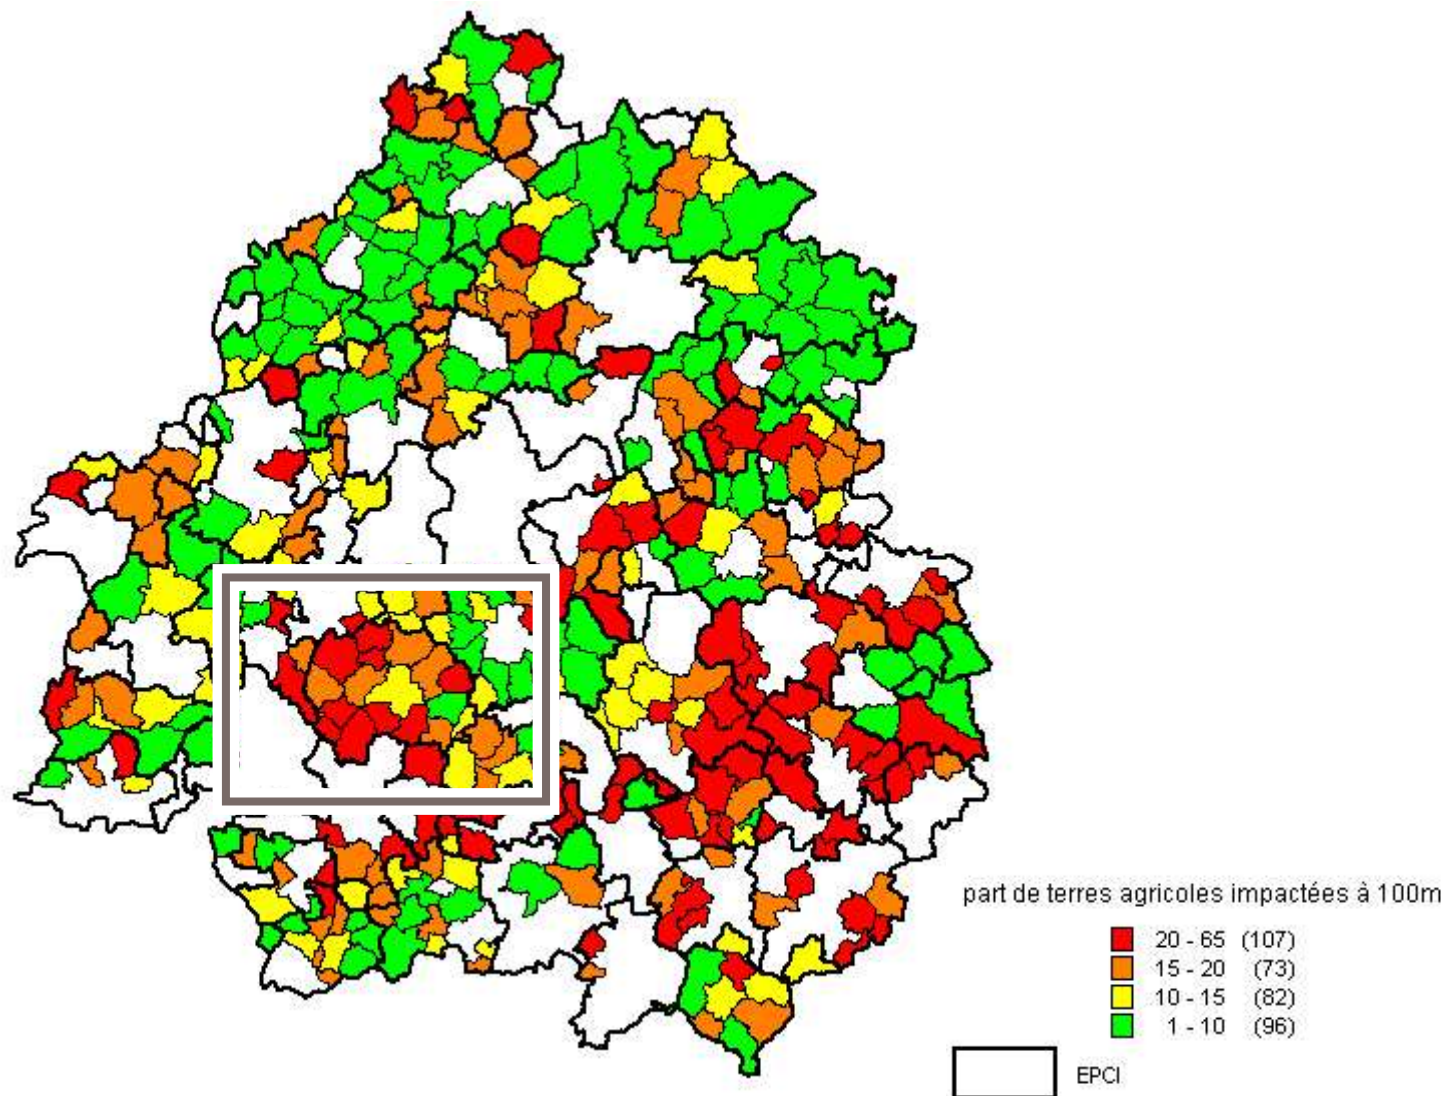 part de terres agricoles impactées à 100m
20 - 65 (107)
15 - 20 (73)
10 - 15 (82)
1 - 10 (96)
EPCI